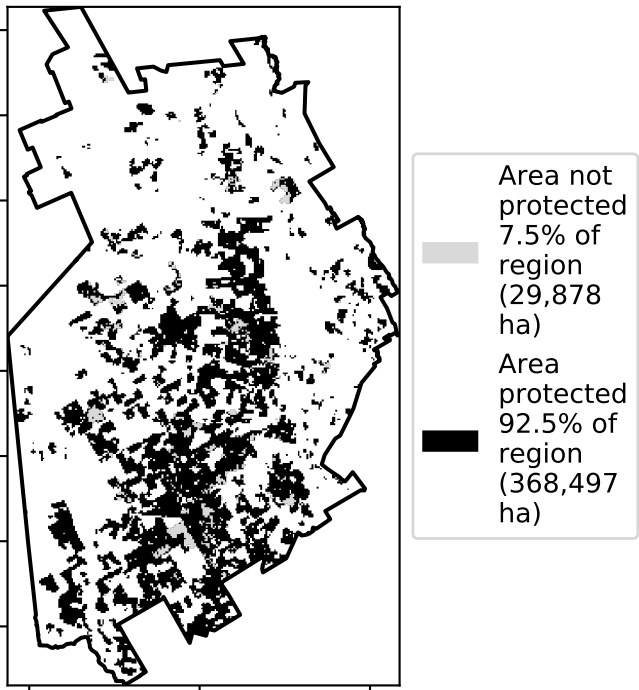 Area not
protected
7.5% of
region
(29,878
ha)
Area
protected
92.5% of
region
(368,497
ha)